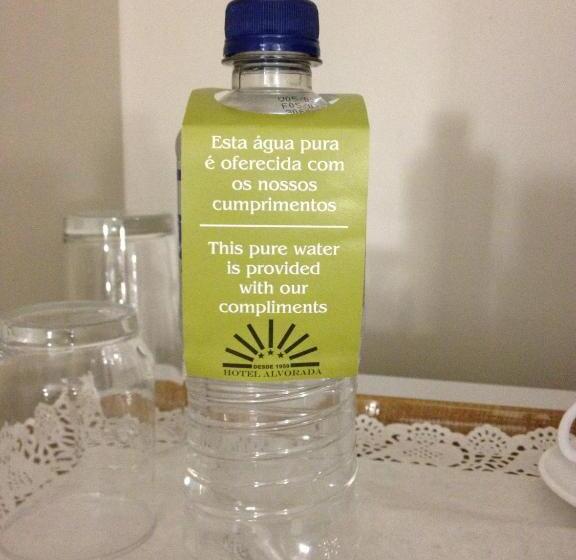 Esta água pura
é oferecida com
os nossos
cumprimentos
This pure water
is provided
with our
compliments
DESDE 1959
HOTEL ALVORADA